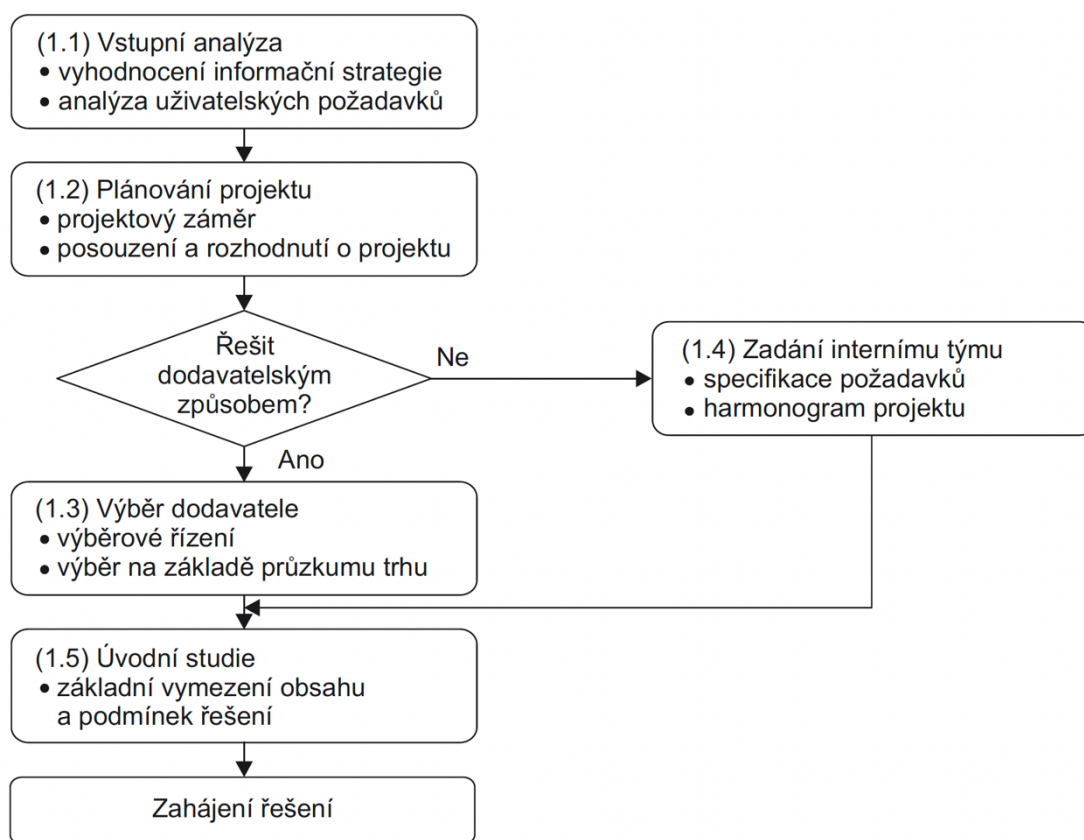 (1.1) Vstupní analýza
• vyhodnocení informační strategie
• analýza uživatelských požadavků
(1.2) Plánování projektu
• projektový záměr
• posouzení a rozhodnutí o projektu
Řešit
dodavatelským
způsobem?
Ne
(1.4) Zadání internímu týmu
• specifikace požadavků
• harmonogram projektu
Ano
(1.3) Výběr dodavatele
• výběrové řízení
• výběr na základě průzkumu trhu
(1.5) Úvodní studie
• základní vymezení obsahu
a podmínek řešení
Zahájení řešení